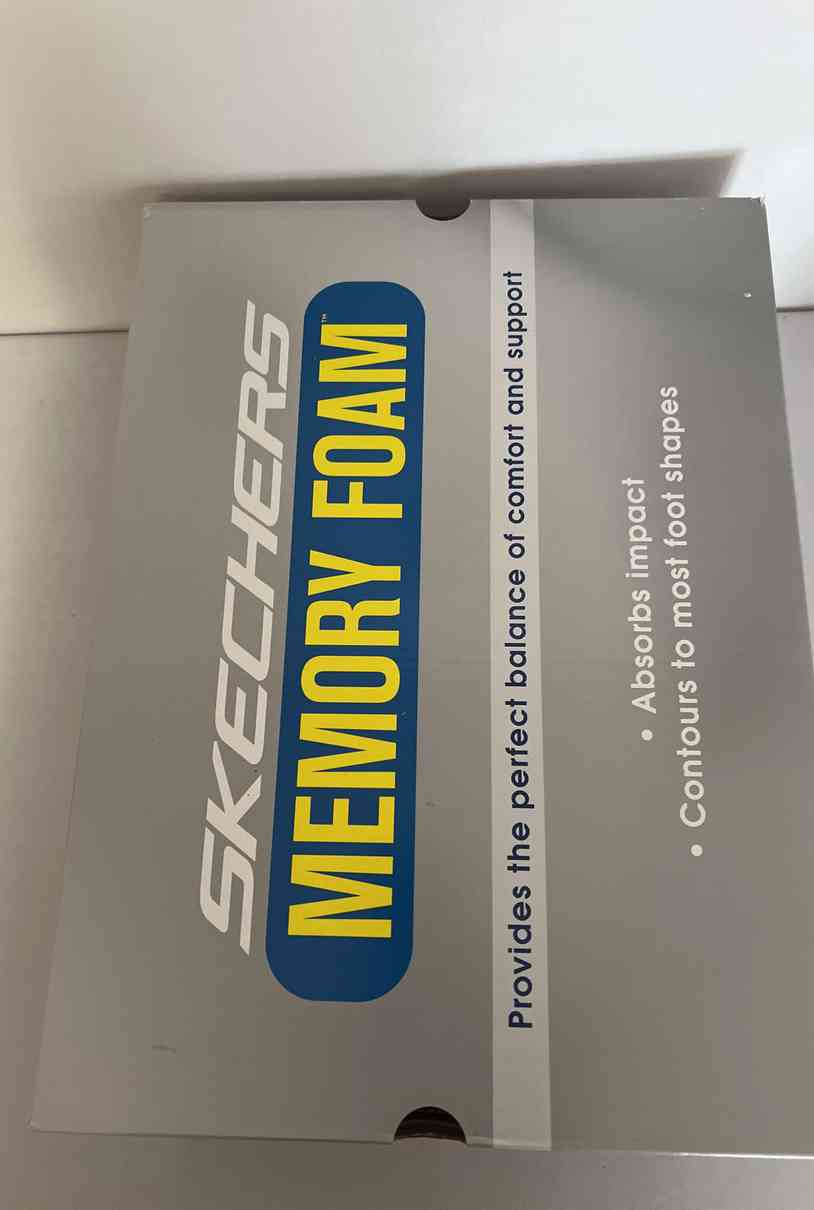 SKECHERS
MEMORY FOAM™
Provides the perfect balance of comfort and support
• Absorbs impact
• Contours to most foot shapes